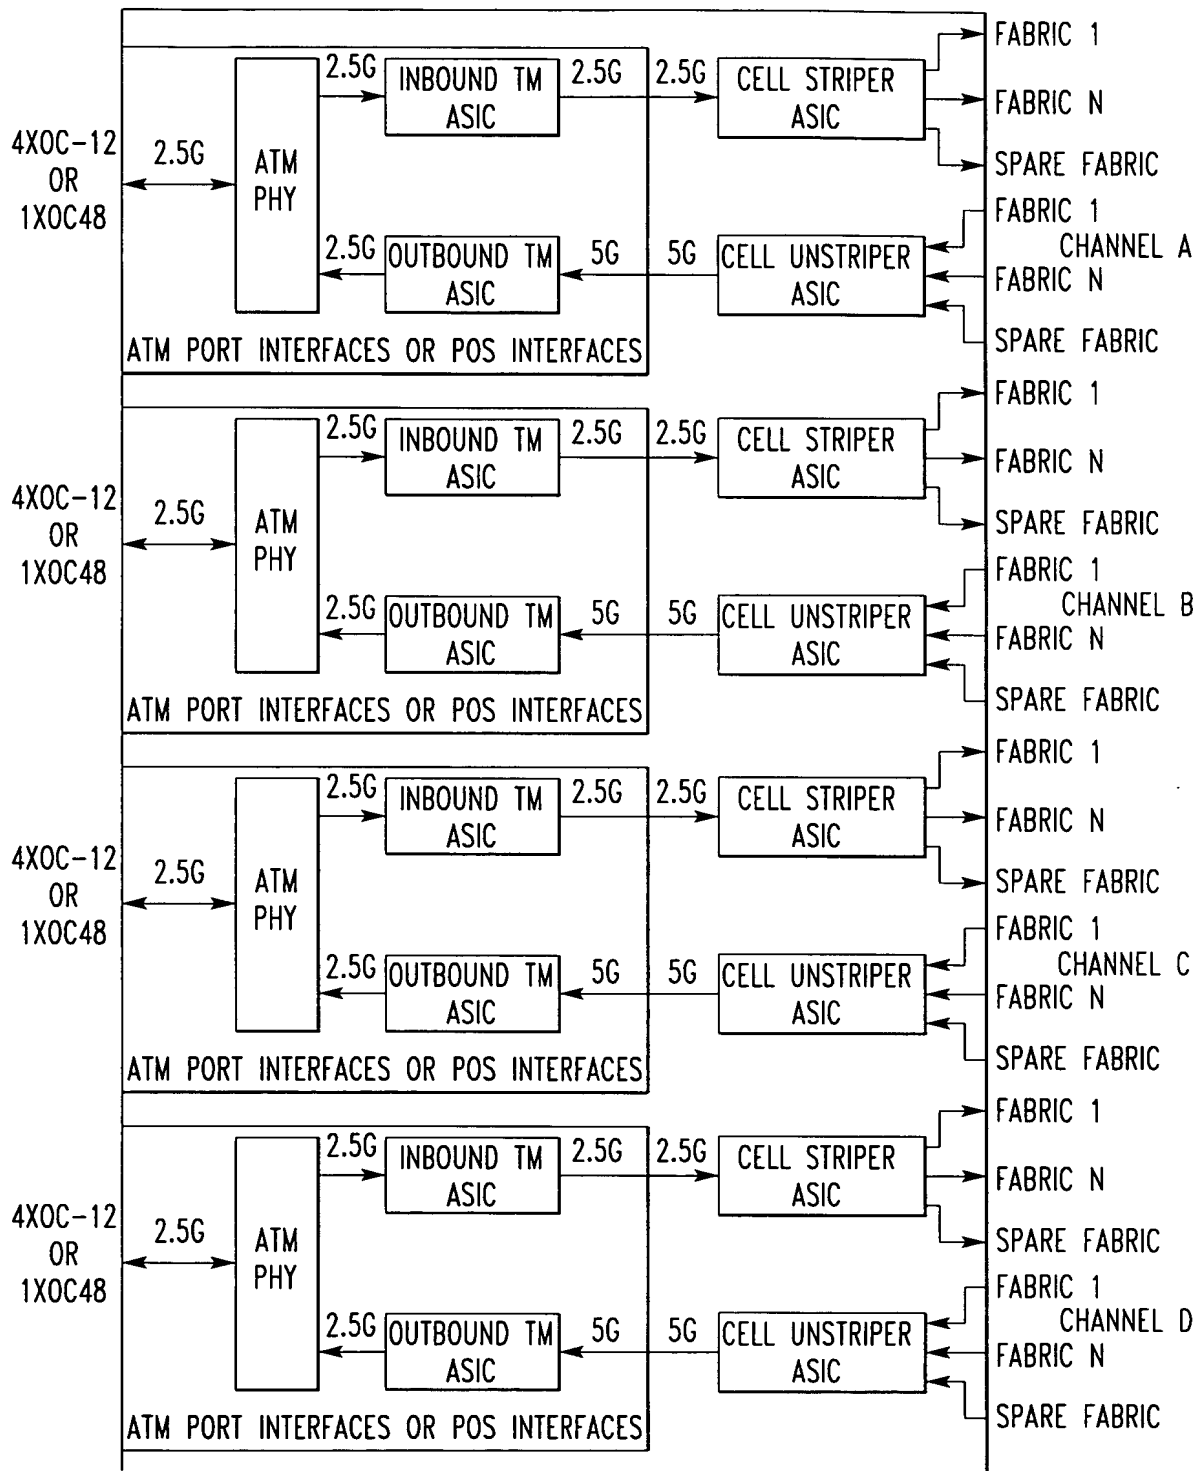 FABRIC 1
2.5G
INBOUND TM
ASIC
2.5G
2.5G
CELL STRIPER
ASIC
FABRIC N
4XOC-12
OR
1XOC48
2.5G
ATM
PHY
SPARE FABRIC
FABRIC 1
CHANNEL A
2.5G
OUTBOUND TM
ASIC
5G
5G
CELL UNSTRIPER
ASIC
FABRIC N
SPARE FABRIC
ATM PORT INTERFACES OR POS INTERFACES
FABRIC 1
2.5G
INBOUND TM
ASIC
2.5G
2.5G
CELL STRIPER
ASIC
FABRIC N
4XOC-12
OR
1XOC48
2.5G
ATM
PHY
SPARE FABRIC
FABRIC 1
CHANNEL B
2.5G
OUTBOUND TM
ASIC
5G
5G
CELL UNSTRIPER
ASIC
FABRIC N
SPARE FABRIC
ATM PORT INTERFACES OR POS INTERFACES
FABRIC 1
2.5G
INBOUND TM
ASIC
2.5G
2.5G
CELL STRIPER
ASIC
FABRIC N
4XOC-12
OR
1XOC48
2.5G
ATM
PHY
SPARE FABRIC
FABRIC 1
CHANNEL C
2.5G
OUTBOUND TM
ASIC
5G
5G
CELL UNSTRIPER
ASIC
FABRIC N
SPARE FABRIC
ATM PORT INTERFACES OR POS INTERFACES
FABRIC 1
2.5G
INBOUND TM
ASIC
2.5G
2.5G
CELL STRIPER
ASIC
FABRIC N
4XOC-12
OR
1XOC48
2.5G
ATM
PHY
SPARE FABRIC
FABRIC 1
CHANNEL D
2.5G
OUTBOUND TM
ASIC
5G
5G
CELL UNSTRIPER
ASIC
FABRIC N
SPARE FABRIC
ATM PORT INTERFACES OR POS INTERFACES